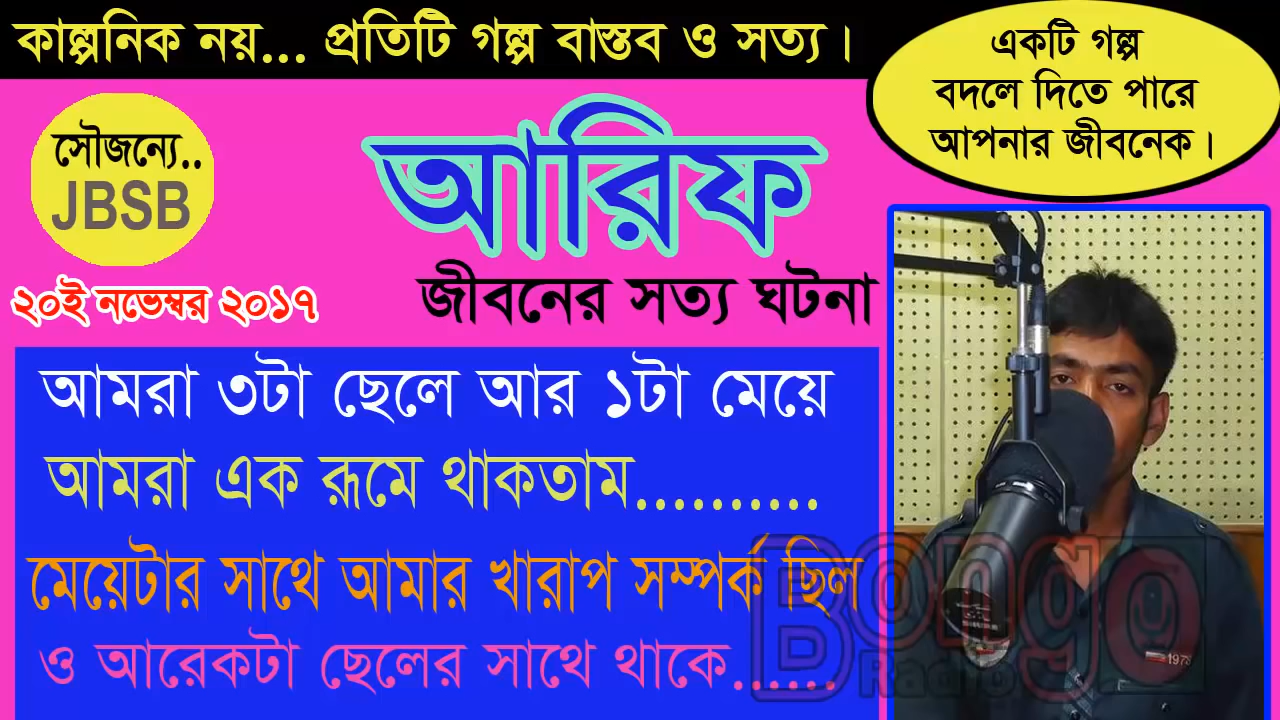 কাল্পনিক নয়... প্রতিটি গল্প বাস্তব ও সত্য।
একটি গল্প
বদলে দিতে পারে
আপনার জীবনেক।
সৌজন্যে..
JBSB
আরিফ
জীবনের সত্য ঘটনা
২০ই নভেম্বর ২০১৭
আমরা ৩টা ছেলে আর ১টা মেয়ে
আমরা এক রূমে থাকতাম..........
মেয়েটার সাথে আমার খারাপ সম্পর্ক ছিল
ও আরেকটা ছেলের সাথে থাকে......
Bongo
Radio
1978